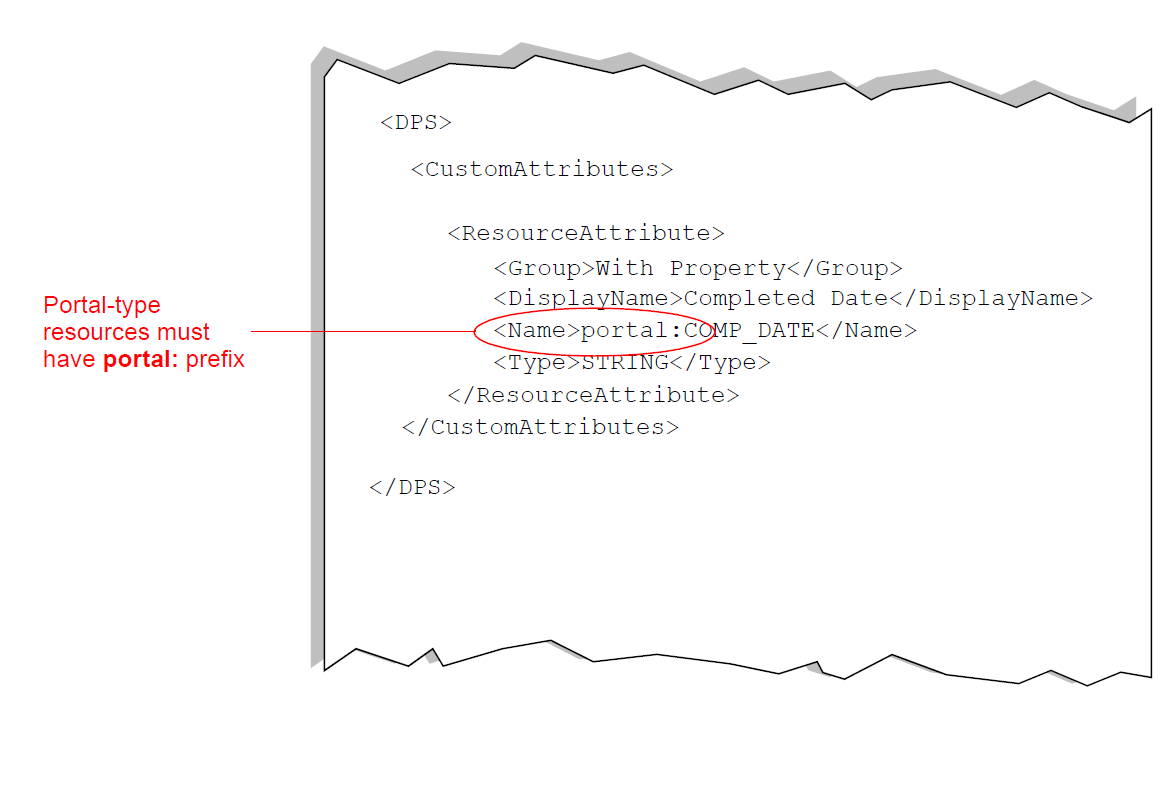 <DPS>
<CustomAttributes>
<ResourceAttribute>
<Group>With Property</Group>
<DisplayName>Completed Date</DisplayName>
Portal-type
resources must
have portal: prefix
<Name>portal:COMP_DATE</Name>
<Type>STRING</Type>
</ResourceAttribute>
</CustomAttributes>
</DPS>